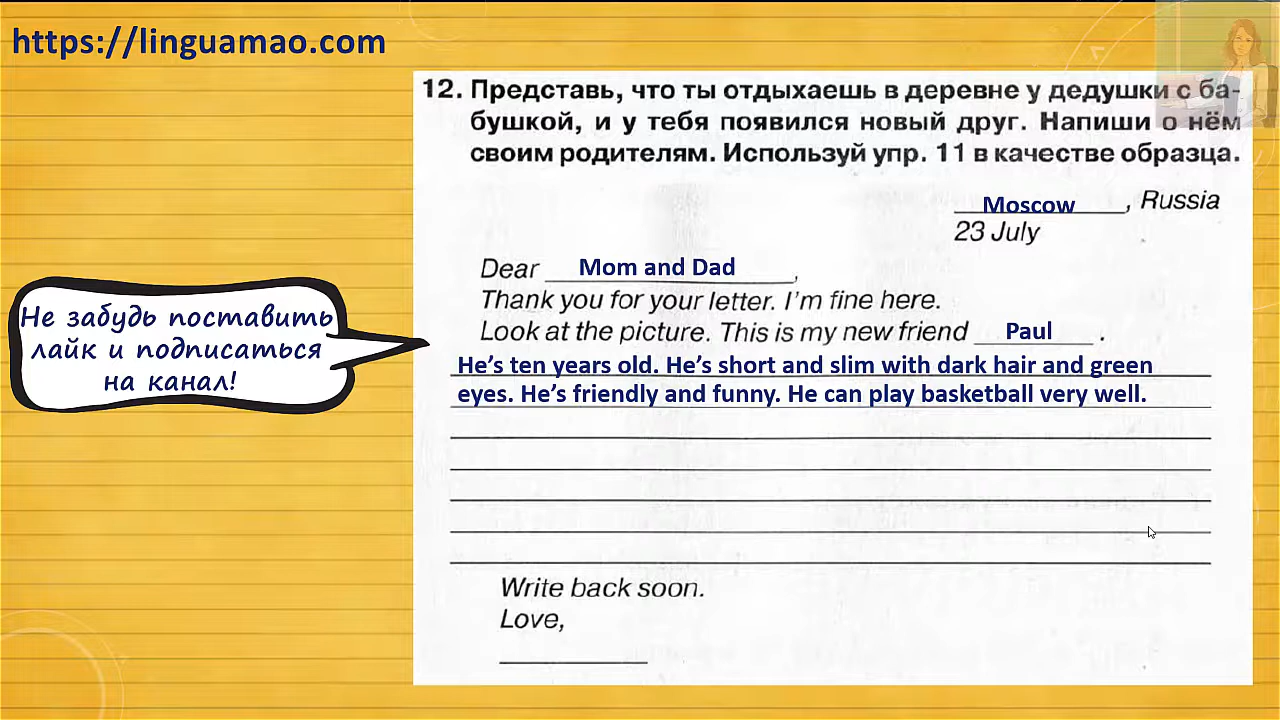 https://linguamao.com
12. Представь, что ты отдыхаешь в деревне у дедушки с ба-
бушкой, и у тебя появился новый друг. Напиши о нём
своим родителям. Используй упр. 11 в качестве образца.
Moscow, Russia
23 July
Dear Mom and Dad,
Thank you for your letter. I'm fine here.
Look at the picture. This is my new friend Paul.
He's ten years old. He's short and slim with dark hair and green
eyes. He's friendly and funny. He can play basketball very well.
Write back soon.
Love,
Не забудь поставить
лайк и подписаться
на канал!